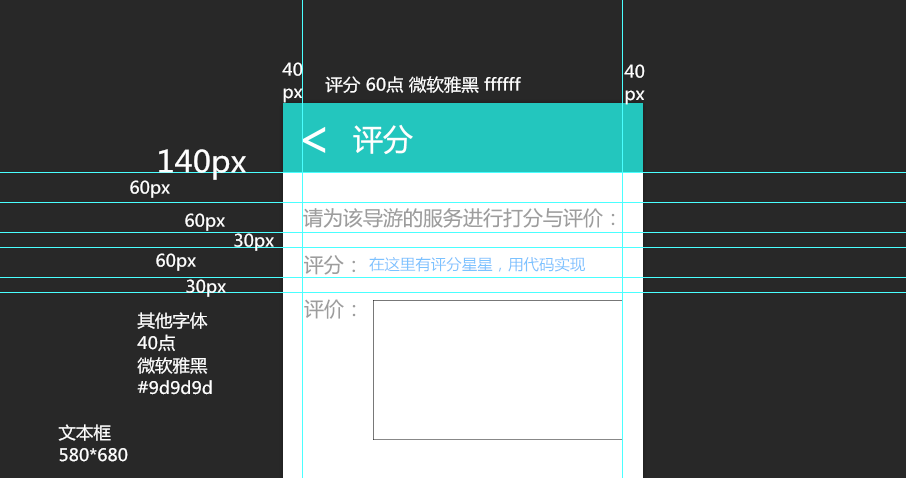 40
px
评分 60点 微软雅黑 ffffff
40
px
< 评分
140px
60px
请为该导游的服务进行打分与评价：
60px
30px
60px
评分： 在这里有评分星星，用代码实现
30px
评价：
其他字体
40点
微软雅黑
#9d9d9d
文本框
580*680